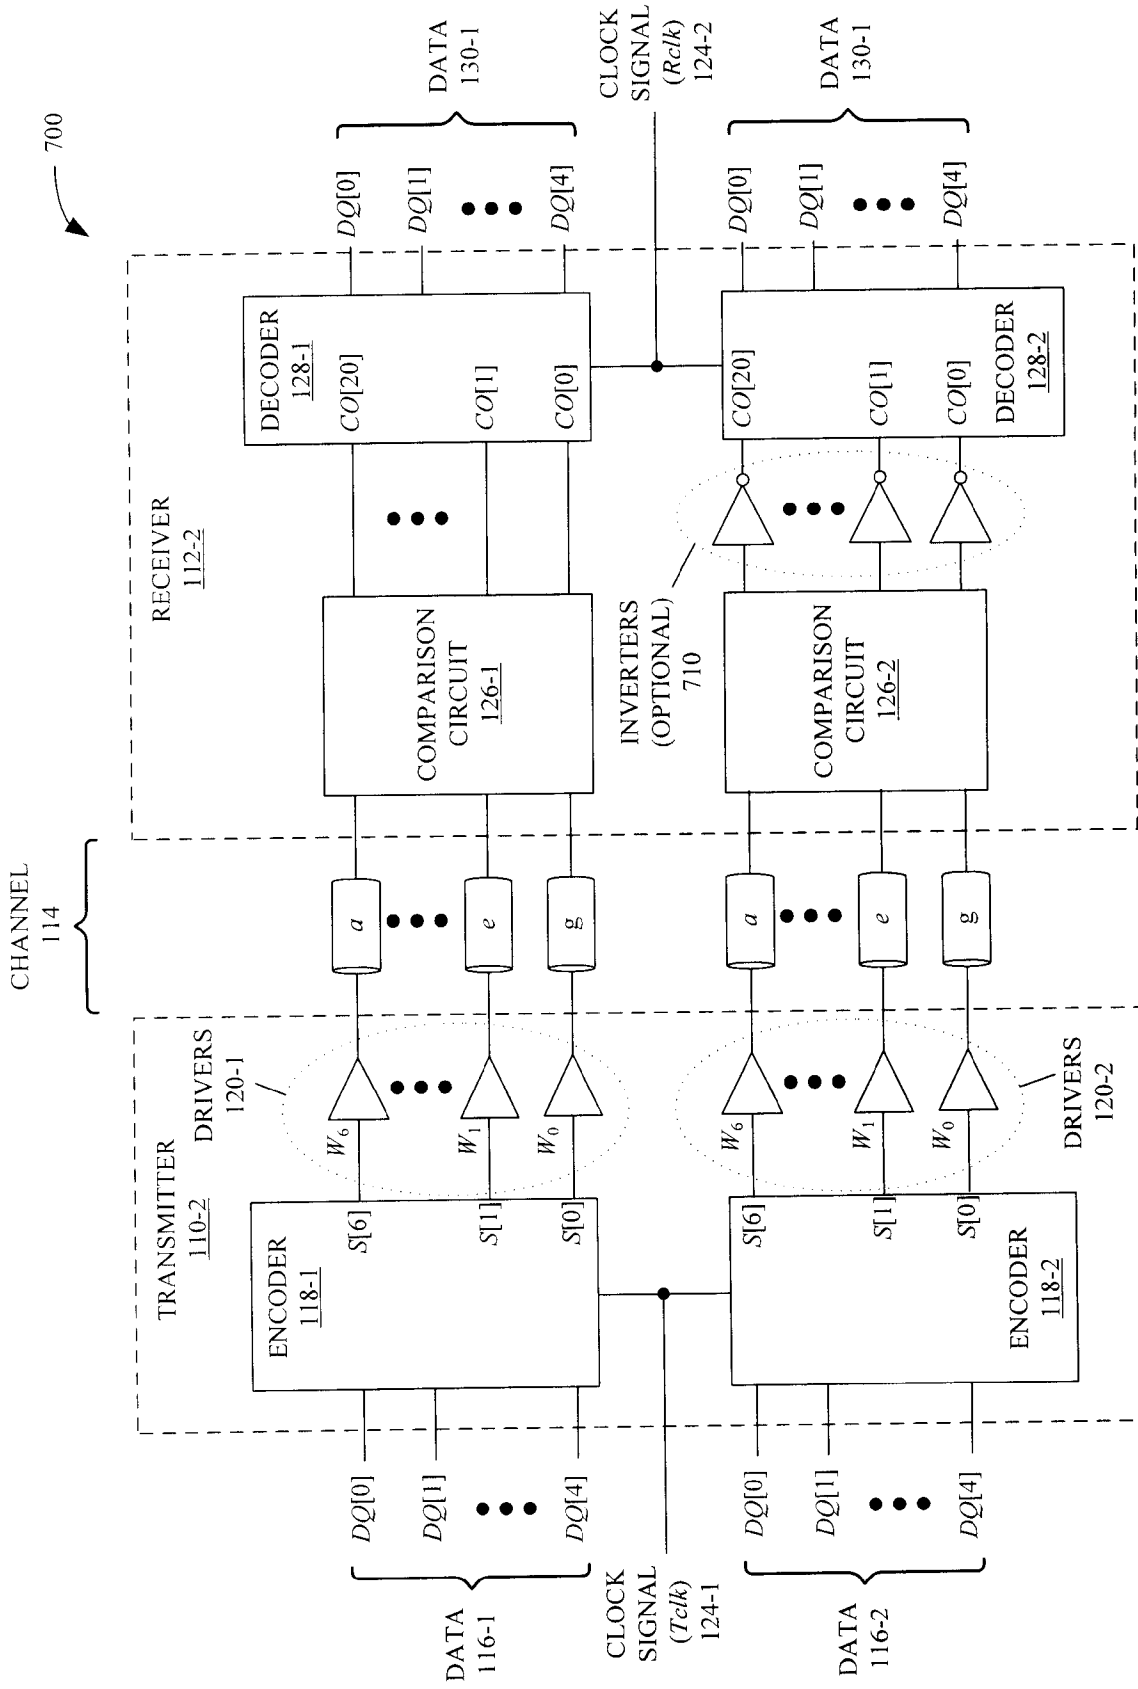 700
CHANNEL
114
TRANSMITTER
110-2
RECEIVER
112-2
DATA
116-1
DQ[0]
DQ[1]
DQ[4]
ENCODER
118-1
S[6]
S[1]
S[0]
DRIVERS
120-1
W6
W1
W0
a
e
g
COMPARISON
CIRCUIT
126-1
DECODER
128-1
CO[20]
CO[1]
CO[0]
DQ[0]
DQ[1]
DQ[4]
DATA
130-1
CLOCK
SIGNAL
(Tclk)
124-1
CLOCK
SIGNAL
(Rclk)
124-2
INVERTERS
(OPTIONAL)
710
DATA
116-2
DQ[0]
DQ[1]
DQ[4]
ENCODER
118-2
S[6]
S[1]
S[0]
W6
W1
W0
DRIVERS
120-2
a
e
g
COMPARISON
CIRCUIT
126-2
CO[20]
CO[1]
CO[0]
DECODER
128-2
DQ[0]
DQ[1]
DQ[4]
DATA
130-1